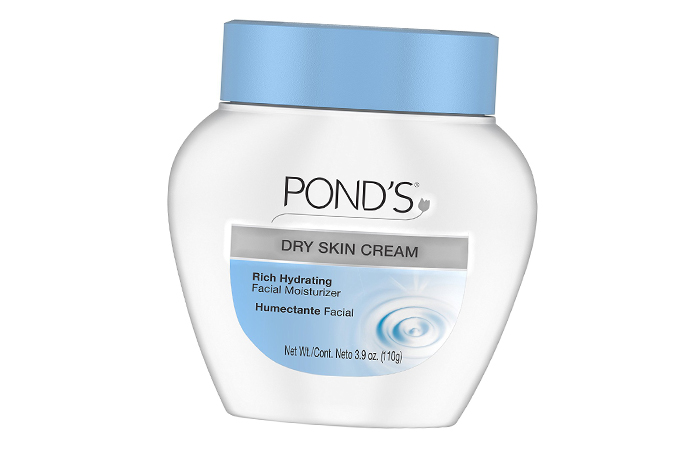 POND'S®
DRY SKIN CREAM
Rich Hydrating
Facial Moisturizer
Humectante Facial
Net Wt./Cont. Neto 3.9 oz. (110g)